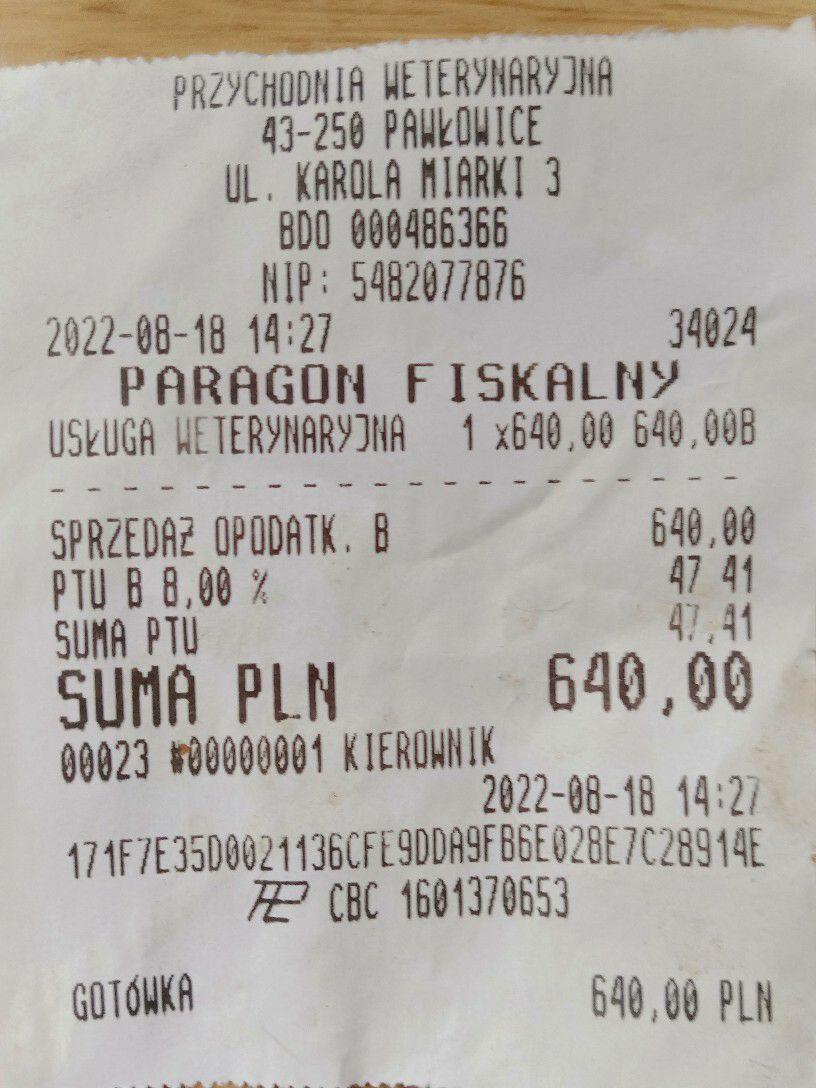 PRZYCHODNIA WETERYNARYJNA
43-250 PAWŁOWICE
UL. KAROLA MIARKI 3
BDO 000486366
NIP: 5482077876
2022-08-18 14:27 34024
PARAGON FISKALNY
USŁUGA WETERYNARYJNA 1 x640,00 640,00B
- - - - - - - - - - - - - - - - - - - -
SPRZEDAŻ OPODATK. B 640,00
PTU B 8,00 % 47 41
SUMA PTU 47,41
SUMA PLN 640,00
00023 #00000001 KIEROWNIK
2022-08-18 14:27
171F7E35D0021136CFE9DDA9FB6E028E7C28914E
PL CBC 1601370653
GOTÓWKA 640,00 PLN